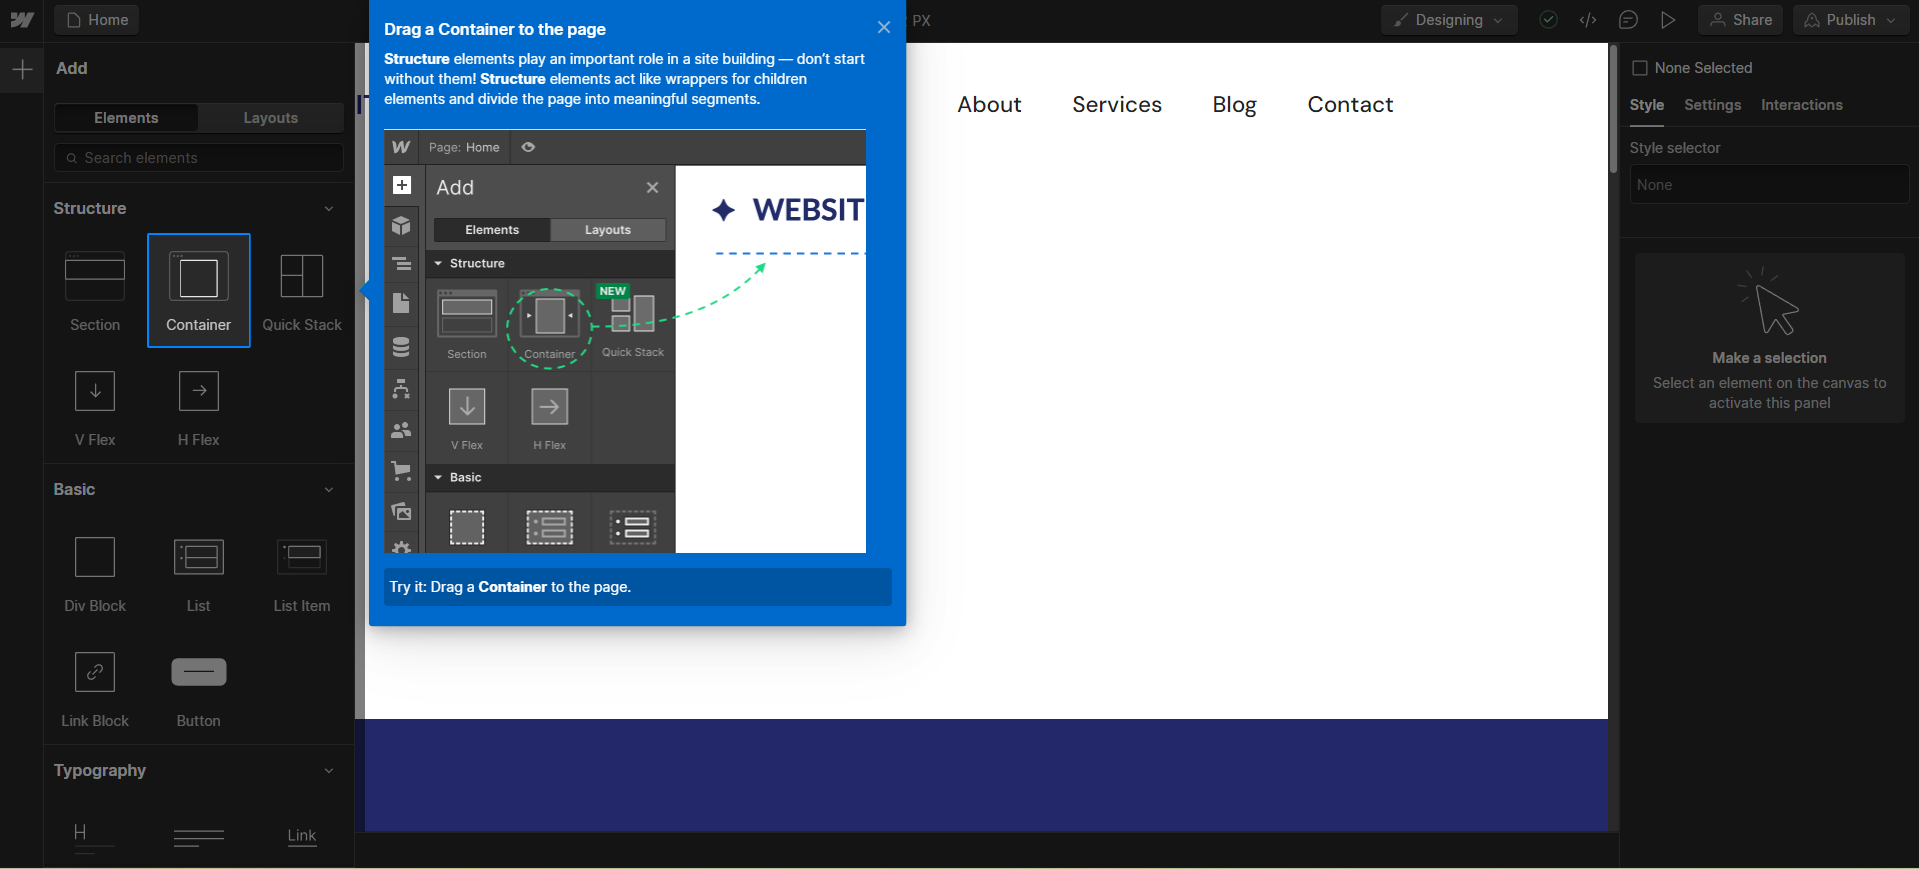 Home
PX
Designing
Share
Publish
Add
Elements
Layouts
Search elements
Structure
Section
Container
Quick Stack
V Flex
H Flex
Basic
Div Block
List
List Item
Link Block
Button
Typography
H
Link
Drag a Container to the page
Structure elements play an important role in a site building — don’t start
without them! Structure elements act like wrappers for children
elements and divide the page into meaningful segments.
Page: Home
Add
Elements
Layouts
Structure
NEW
Section
Container
Quick Stack
V Flex
H Flex
Basic
WEBSIT
Try it: Drag a Container to the page.
About
Services
Blog
Contact
None Selected
Style
Settings
Interactions
Style selector
None
Make a selection
Select an element on the canvas to
activate this panel